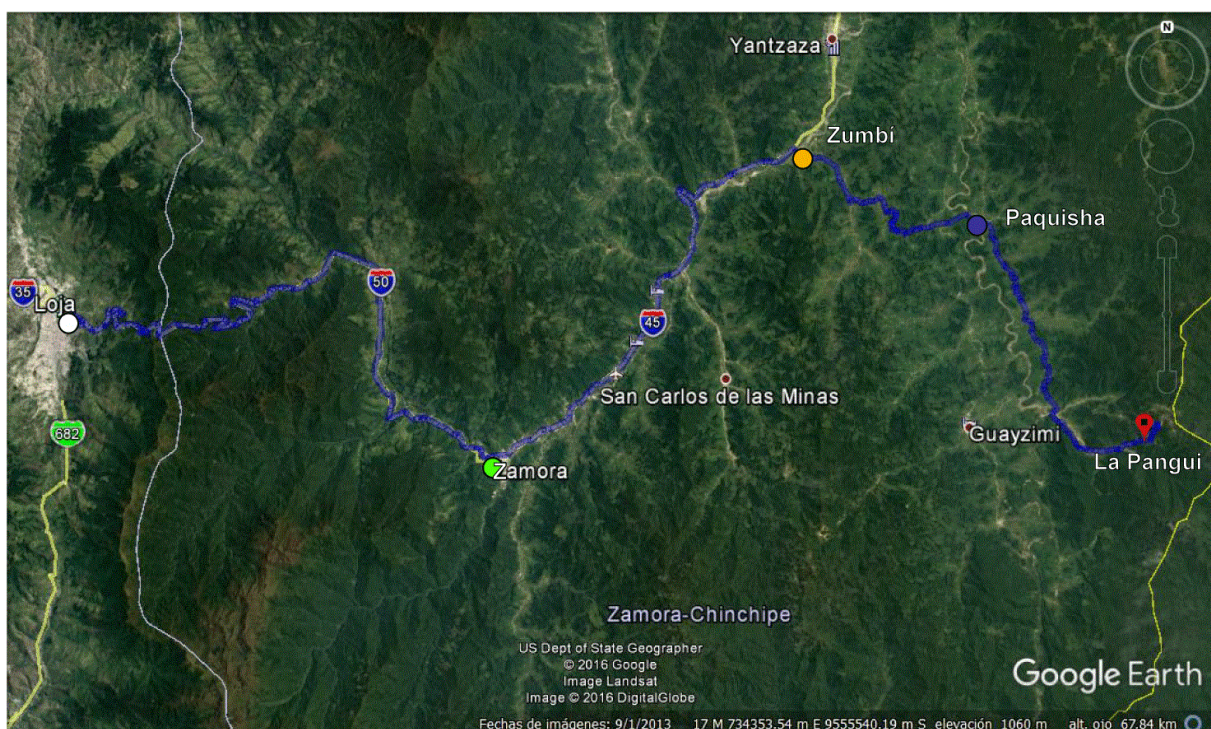 N
Yantzaza
Zumbi
Paquisha
35
Loja
50
45
San Carlos de las Minas
682
Guayzimi
La Pangui
Zamora
Zamora-Chinchipe
US Dept of State Geographer
© 2016 Google
Image Landsat
Image © 2016 DigitalGlobe
Google Earth
Fechas de imágenes: 9/1/2013 17 M 734353.54 m E 9555540.19 m S elevación 1060 m alt. ojo 67.84 km